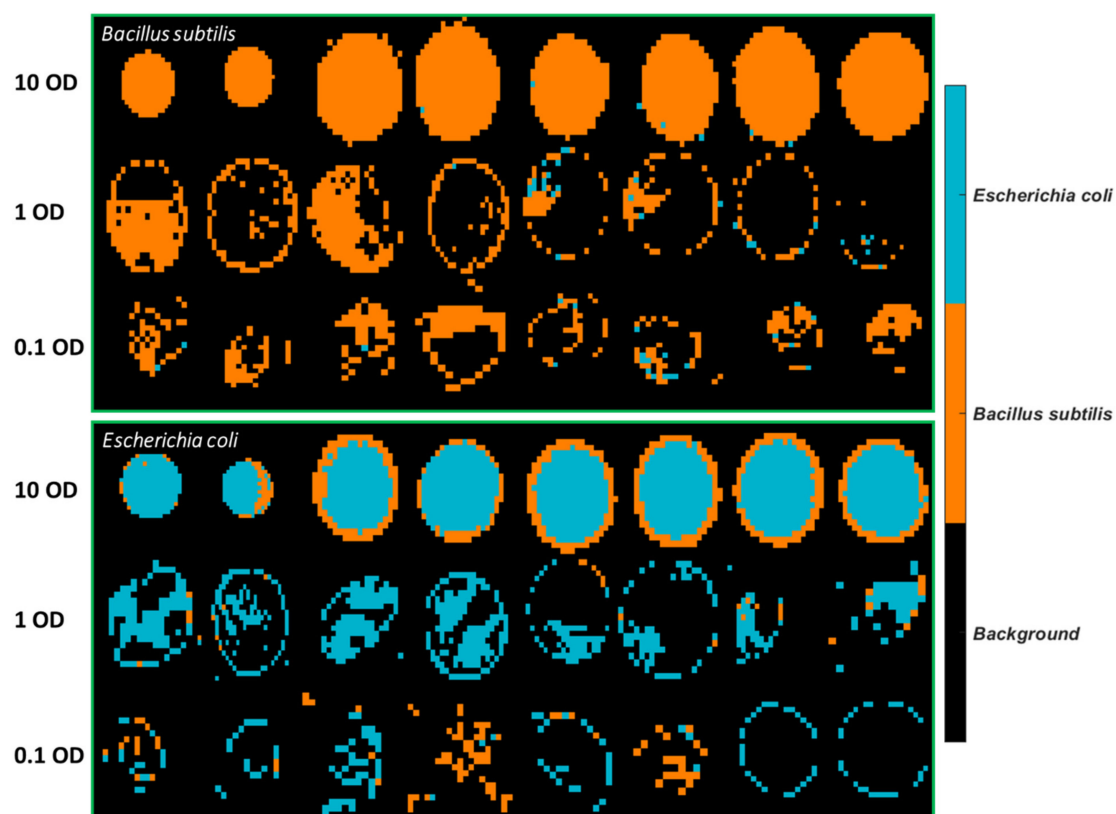 Bacillus subtilis
10 OD
1 OD
0.1 OD
Escherichia coli
10 OD
1 OD
0.1 OD
Escherichia coli
Bacillus subtilis
Background